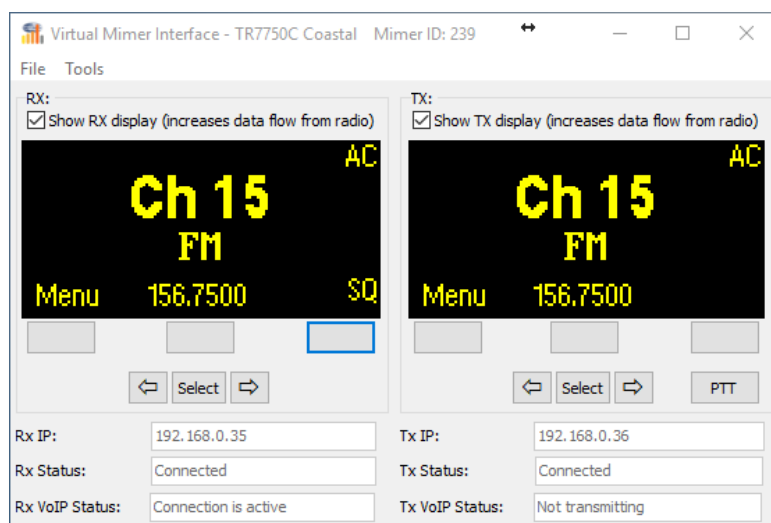 Virtual Mimer Interface - TR7750C Coastal Mimer ID: 239
File Tools
RX:
Show RX display (increases data flow from radio)
AC
Ch 15
FM
Menu 156.7500 SQ
Select
Rx IP: 192.168.0.35
Rx Status: Connected
Rx VoIP Status: Connection is active
TX:
Show TX display (increases data flow from radio)
AC
Ch 15
FM
Menu 156.7500
Select PTT
Tx IP: 192.168.0.36
Tx Status: Connected
Tx VoIP Status: Not transmitting